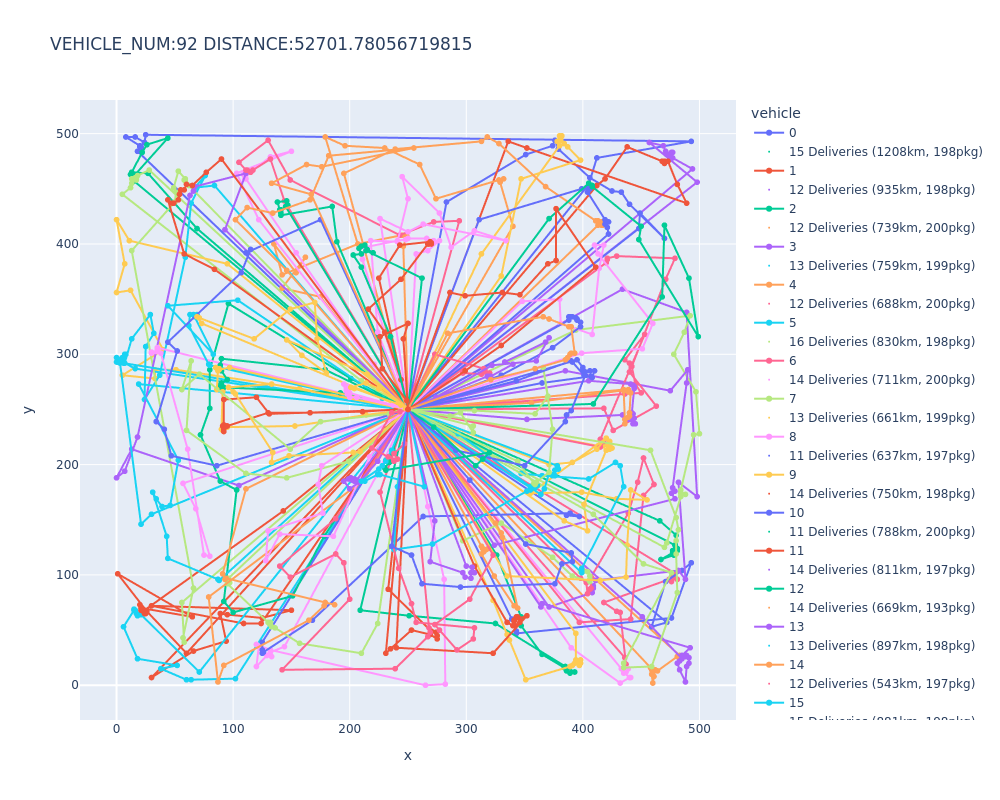 VEHICLE_NUM:92 DISTANCE:52701.78056719815
vehicle
0
15 Deliveries (1208km, 198pkg)
1
12 Deliveries (935km, 198pkg)
2
12 Deliveries (739km, 200pkg)
3
13 Deliveries (759km, 199pkg)
4
12 Deliveries (688km, 200pkg)
5
16 Deliveries (830km, 198pkg)
6
14 Deliveries (711km, 200pkg)
7
13 Deliveries (661km, 199pkg)
8
11 Deliveries (637km, 197pkg)
9
14 Deliveries (750km, 198pkg)
10
11 Deliveries (788km, 200pkg)
11
14 Deliveries (811km, 197pkg)
12
14 Deliveries (669km, 193pkg)
13
13 Deliveries (897km, 198pkg)
14
12 Deliveries (543km, 197pkg)
15
500
400
300
200
100
0
y
0
100
200
300
400
500
x